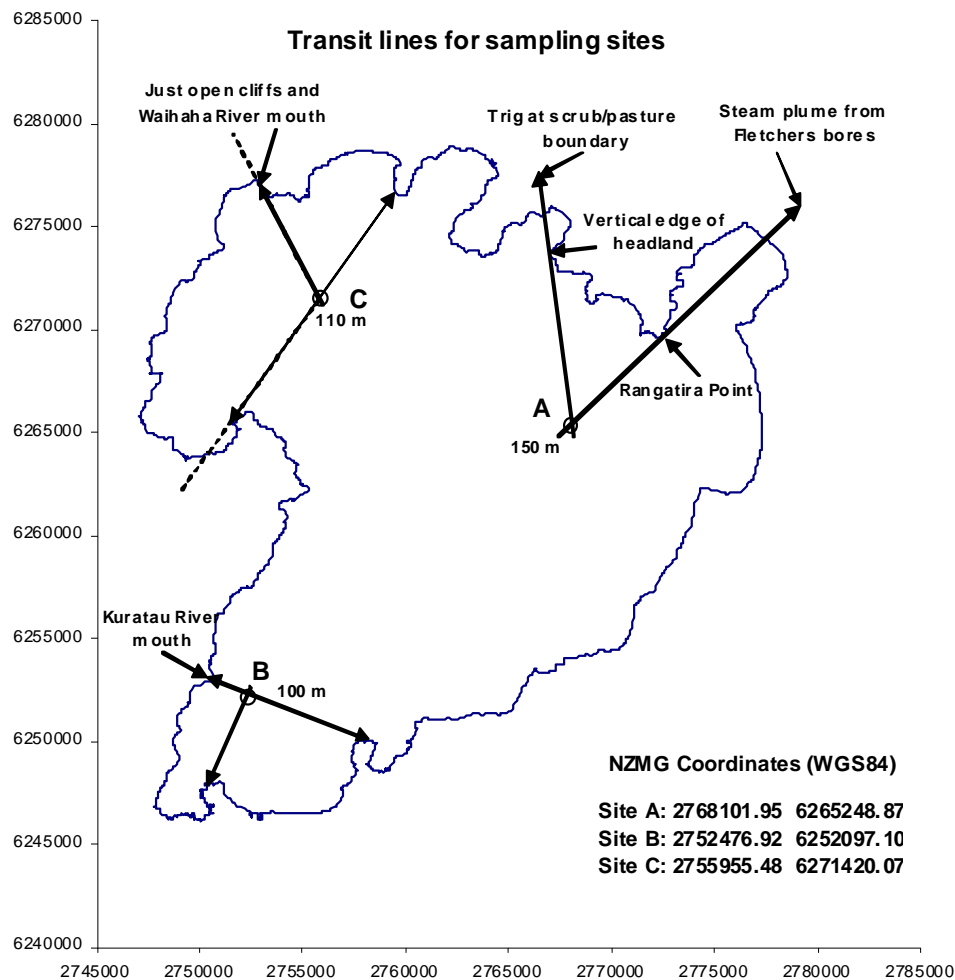 Transit lines for sampling sites
6285000
6280000
6275000
6270000
6265000
6260000
6255000
6250000
6245000
6240000
2745000 2750000 2755000 2760000 2765000 2770000 2775000 2780000 2785000
Just open cliffs and
Waihaha River mouth
Trig at scrub/pasture
boundary
Steam plume from
Fletchers bores
Vertical edge of
headland
C
110 m
Rangatira Point
A
150 m
Kuratau River
mouth
B
100 m
NZMG Coordinates (WGS84)
Site A: 2768101.95 6265248.87
Site B: 2752476.92 6252097.10
Site C: 2755955.48 6271420.07